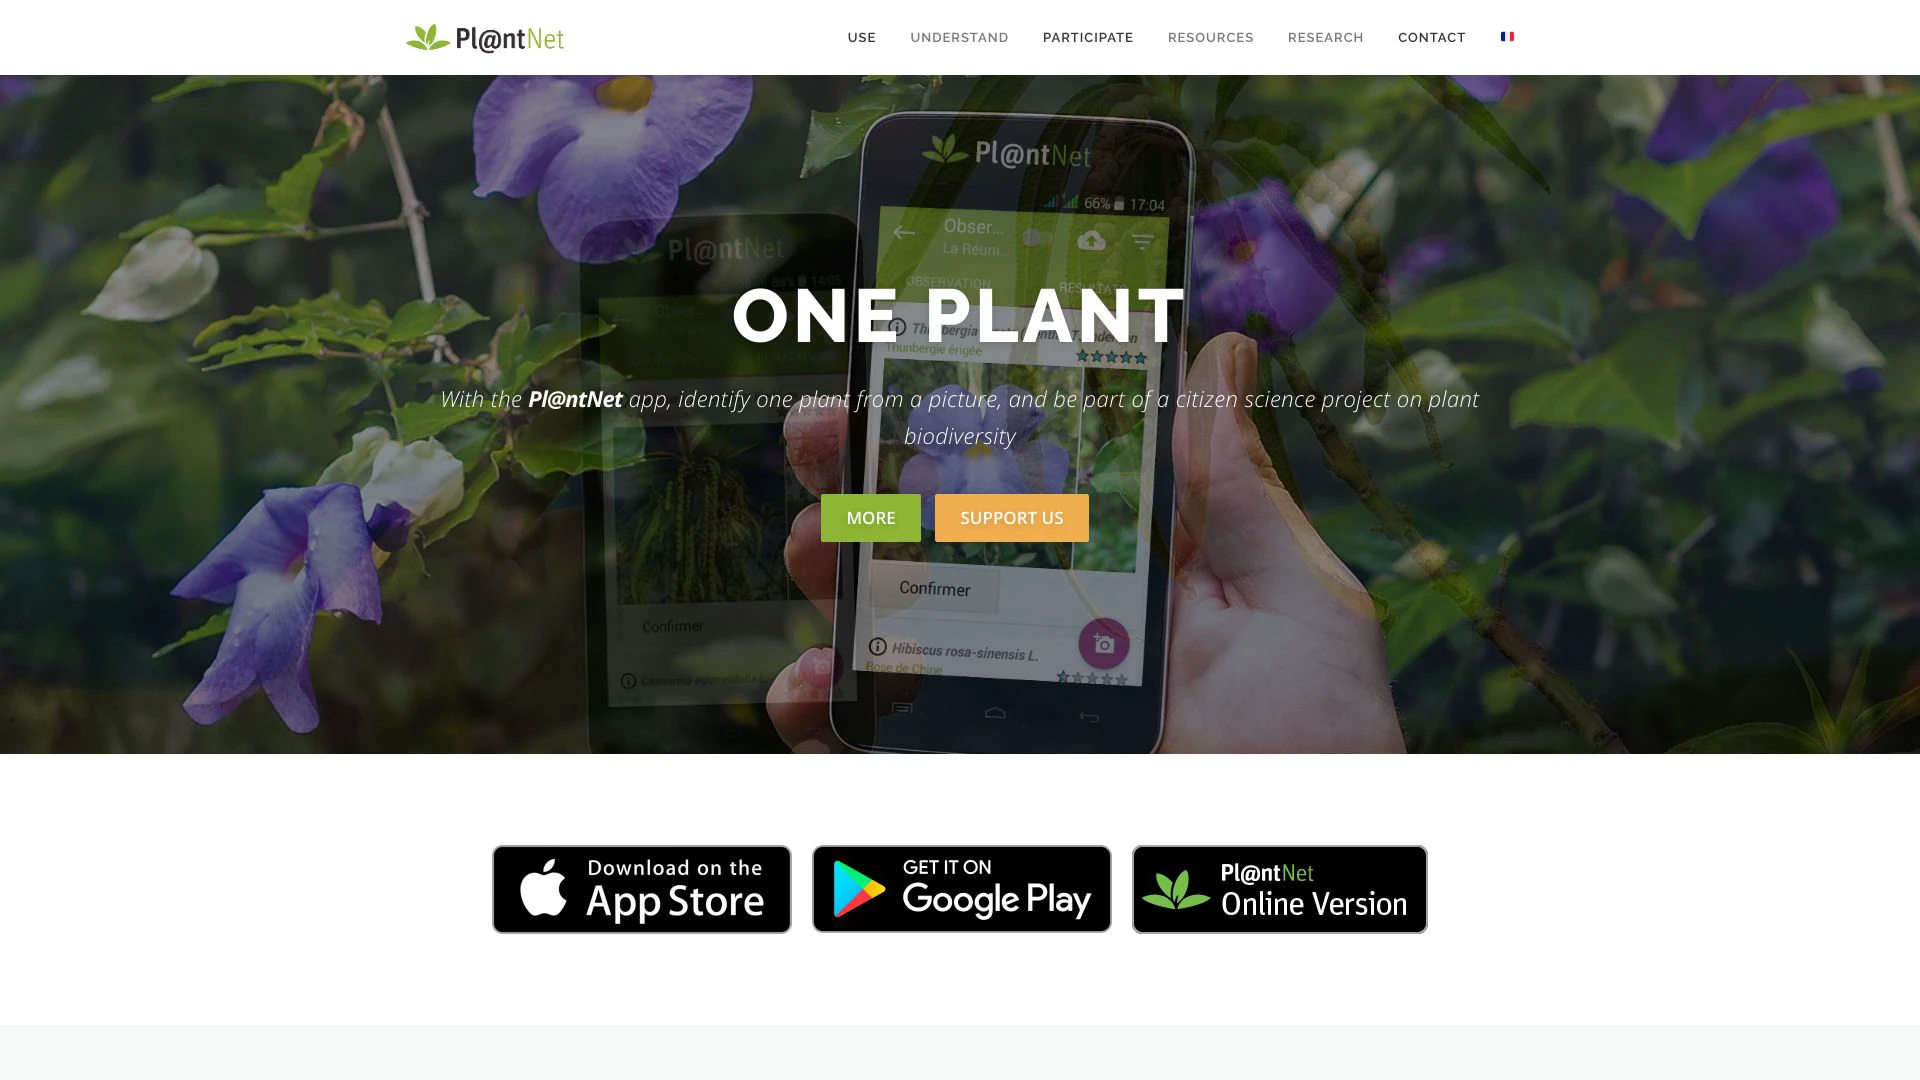 Pl@ntNet
USE UNDERSTAND PARTICIPATE RESOURCES RESEARCH CONTACT
Pl@ntNet
66% 17:04
Pl@ntNet
Obser...
La Réuni
OBSERVATION
ONE PLANT
Thunbergie érigée
With the Pl@ntNet app, identify one plant from a picture, and be part of a citizen science project on plant
biodiversity
MORE SUPPORT US
Confirmer
Confirmer
Hibiscus rosa-sinensis L.
Rose de Chine
Download on the
App Store
GET IT ON
Google Play
Pl@ntNet
Online Version